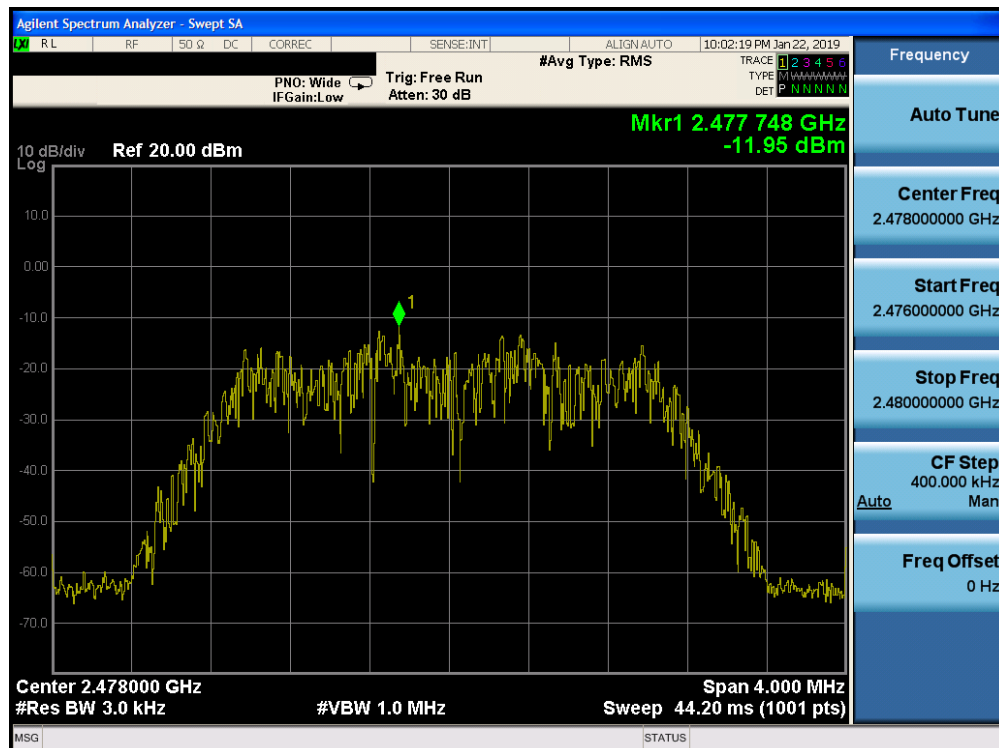 Agilent Spectrum Analyzer - Swept SA
LXI RL RF 50 Ω DC CORREC SENSE:INT ALIGN AUTO 10:02:19 PM Jan 22, 2019
PNO: Wide
IFGain:Low
Trig: Free Run
Atten: 30 dB
#Avg Type: RMS
TRACE 1 2 3 4 5 6
TYPE M WWWWW
DET P N N N N N
Mkr1 2.477 748 GHz
-11.95 dBm
10 dB/div Ref 20.00 dBm
Log
10.0
0.00
-10.0
-20.0
-30.0
-40.0
-50.0
-60.0
-70.0
1
Center 2.478000 GHz Span 4.000 MHz
#Res BW 3.0 kHz #VBW 1.0 MHz Sweep 44.20 ms (1001 pts)
MSG STATUS
Frequency
Auto Tune
Center Freq
2.478000000 GHz
Start Freq
2.476000000 GHz
Stop Freq
2.480000000 GHz
CF Step
400.000 kHz
Auto Man
Freq Offset
0 Hz